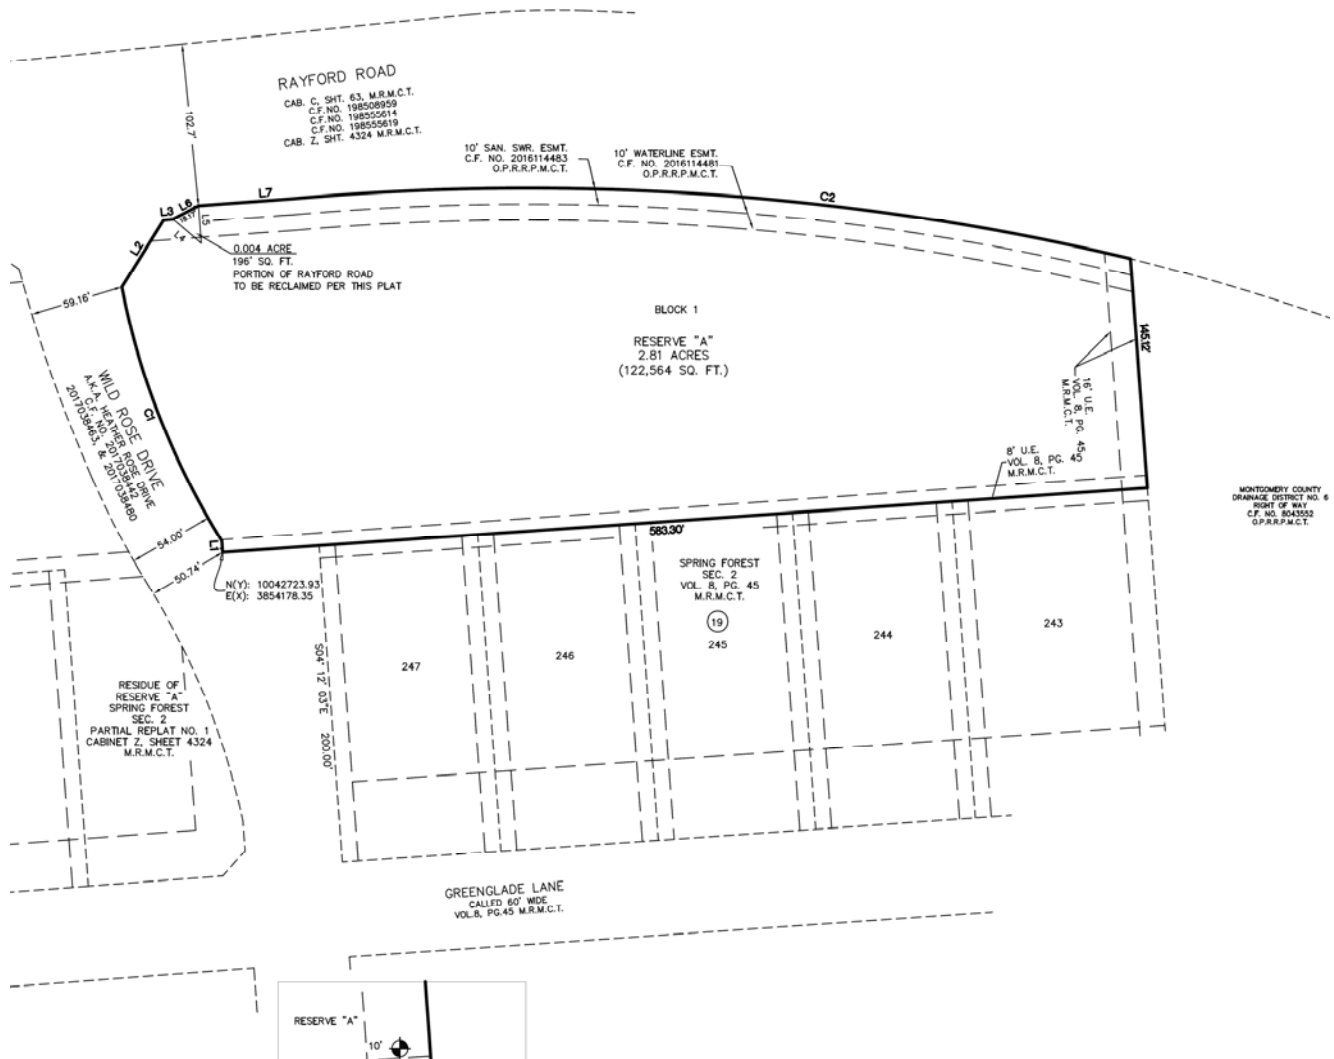 RAYFORD ROAD
CAB. C, SHT. 63, M.R.M.C.T.
C.F.NO. 198508959
C.F.NO. 198555614
C.F.NO. 198555619
CAB. Z, SHT. 4324 M.R.M.C.T.
102.7'
10' SAN. SWR. ESMT.
C.F. NO. 2016114483
O.P.R.R.P.M.C.T.
10' WATERLINE ESMT.
C.F. NO. 2016114481
O.P.R.R.P.M.C.T.
C2
L7
L6
L3
19.17'
L5
L4
L2
0.004 ACRE
196' SQ. FT.
PORTION OF RAYFORD ROAD
TO BE RECLAIMED PER THIS PLAT
59.16'
BLOCK 1
RESERVE "A"
2.81 ACRES
(122,564 SQ. FT.)
145.12'
16' U.E.
VOL. 8, PG. 45
M.R.M.C.T.
WILD ROSE DRIVE
A.K.A. HEATHER ROSE DRIVE
C.F. NO. 2017038442
2017038463, & 2017038480
C1
8' U.E.
VOL. 8, PG. 45
M.R.M.C.T.
MONTGOMERY COUNTY
DRAINAGE DISTRICT NO. 6
RIGHT OF WAY
C.F. NO. 8043552
O.P.R.R.P.M.C.T.
54.00'
L1
50.74'
583.30'
N(Y): 10042723.93
E(X): 3854178.35
SPRING FOREST
SEC. 2
VOL. 8, PG. 45
M.R.M.C.T.
19
247
246
245
244
243
S04° 12' 03"E 200.00'
RESIDUE OF
RESERVE "A"
SPRING FOREST
SEC. 2
PARTIAL REPLAT NO. 1
CABINET Z, SHEET 4324
M.R.M.C.T.
GREENGLADE LANE
CALLED 60' WIDE
VOL.8, PG.45 M.R.M.C.T.
RESERVE "A"
10'